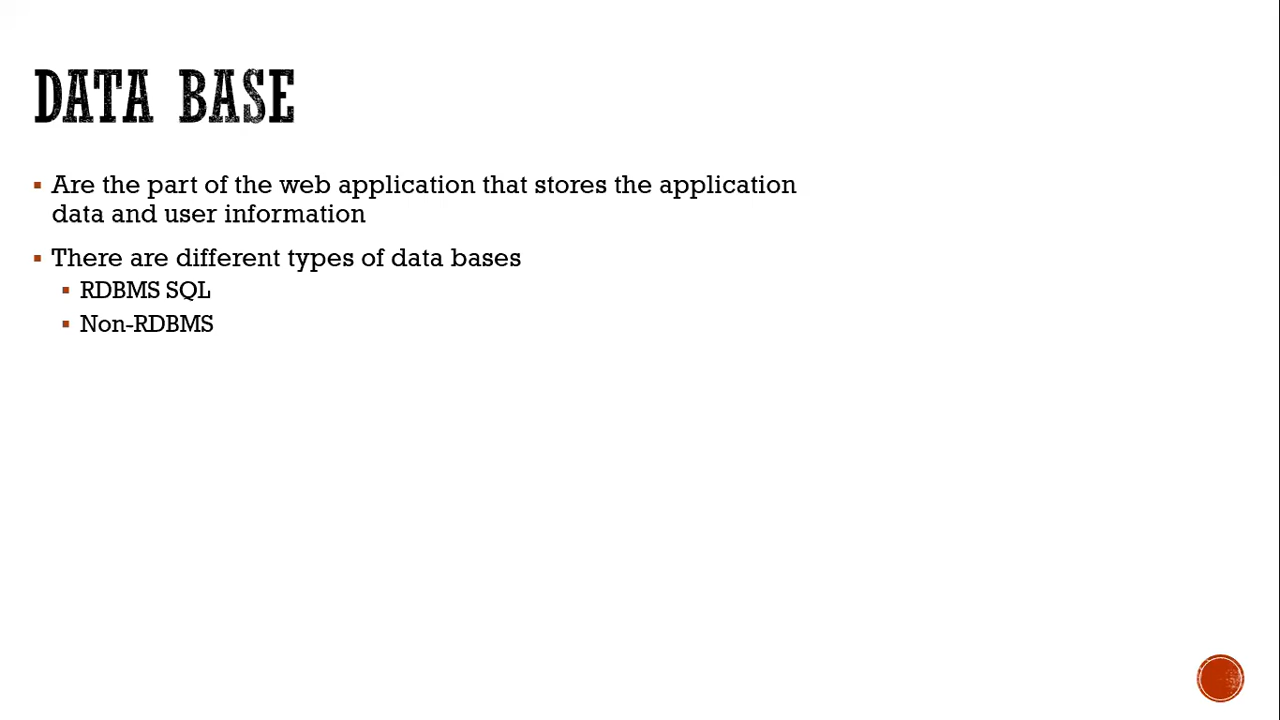 DATA BASE
Are the part of the web application that stores the application
data and user information
There are different types of data bases
RDBMS SQL
Non-RDBMS